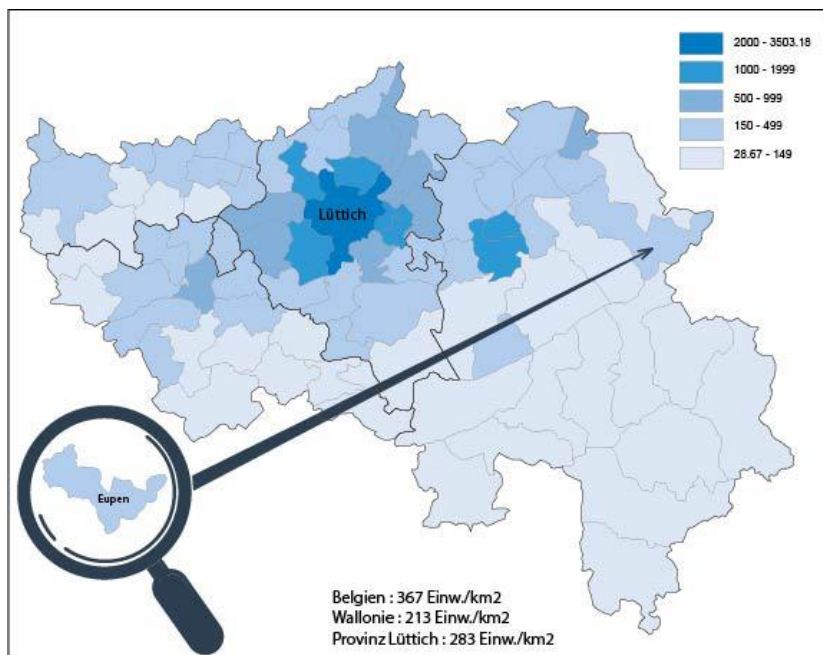 2000 - 3503.18
1000 - 1999
500 - 999
150 - 499
28.67 - 149
Lüttich
Eupen
Belgien : 367 Einw./km2
Wallonie : 213 Einw./km2
Provinz Lüttich : 283 Einw./km2